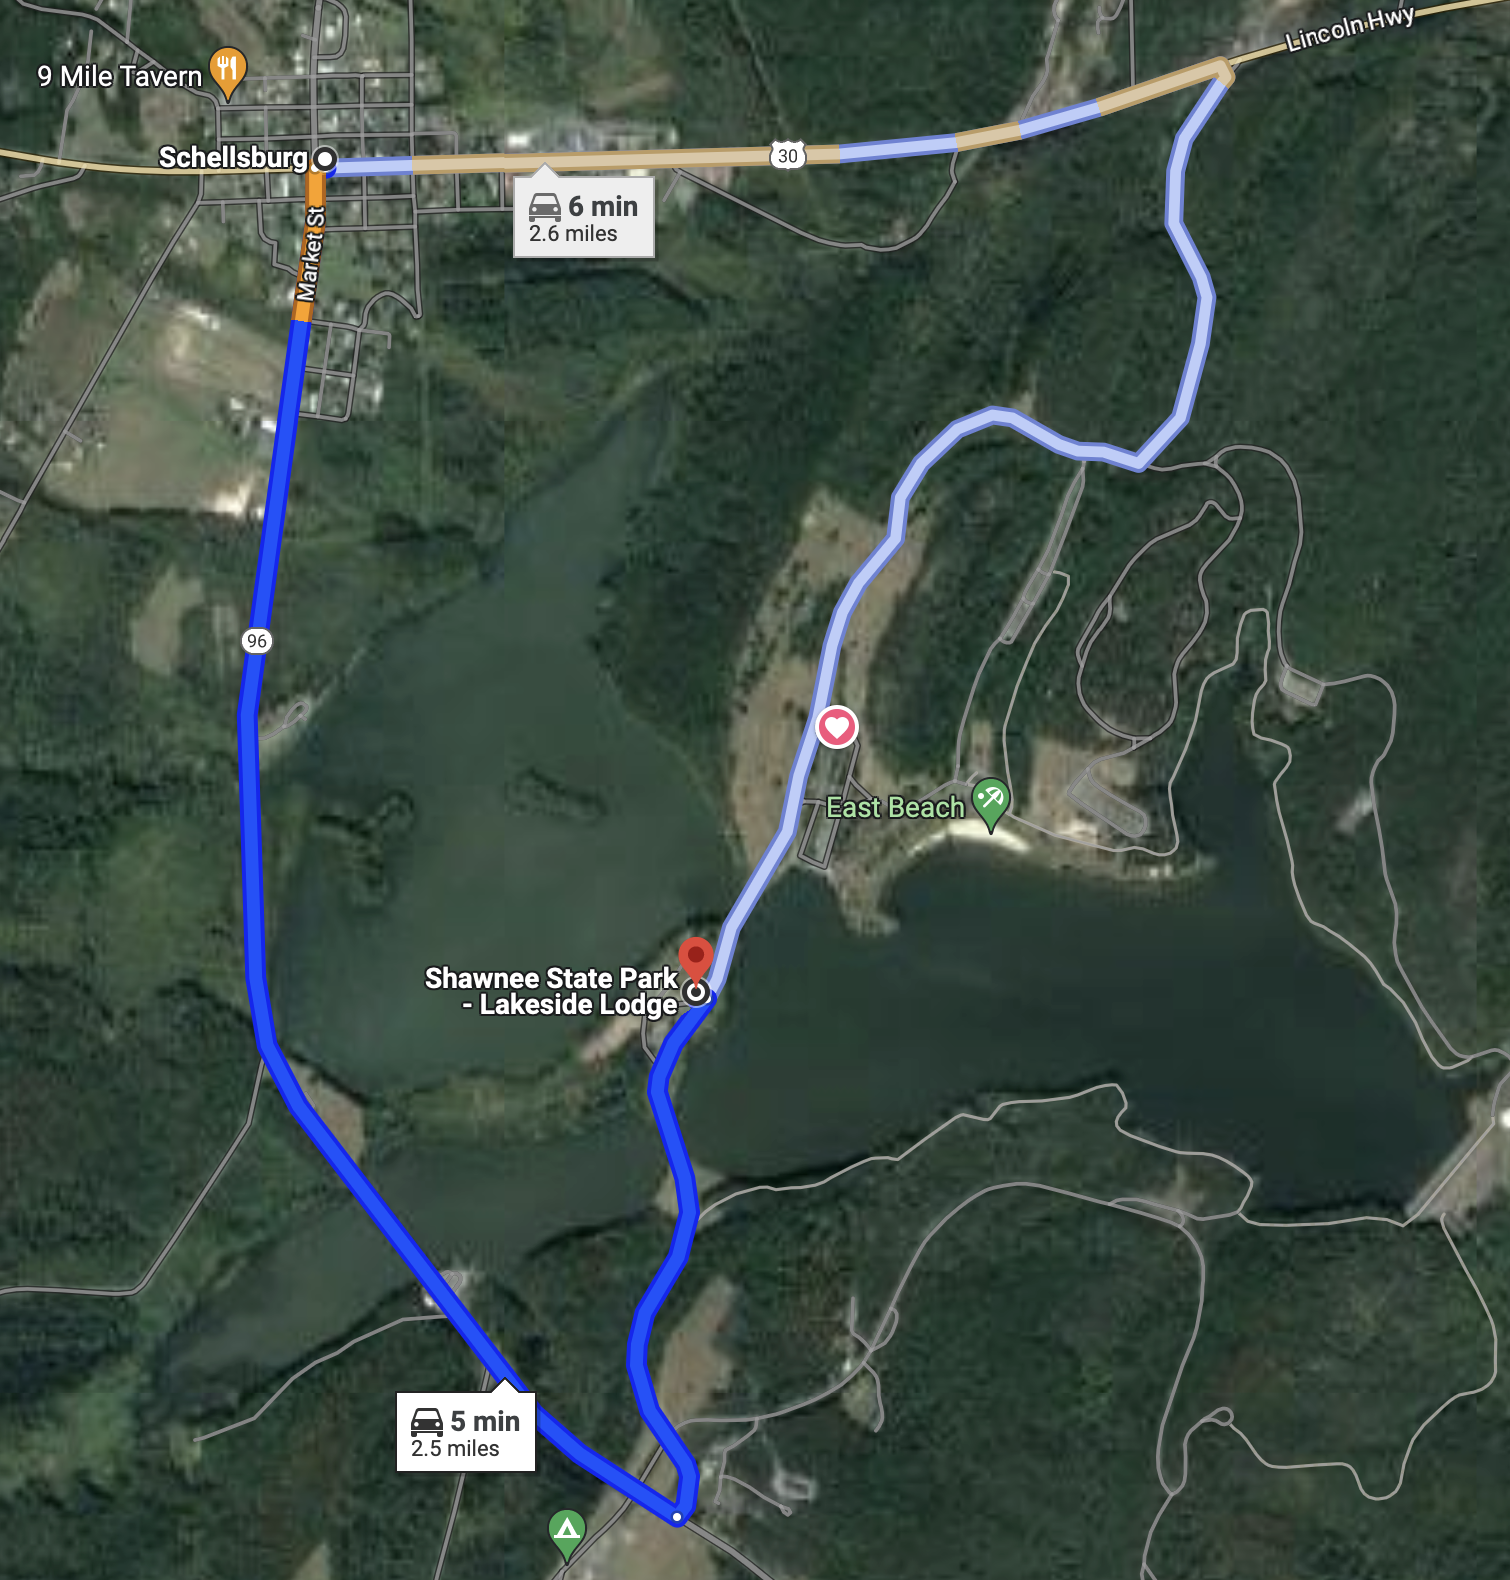 Lincoln Hwy
9 Mile Tavern
Schellsburg
30
6 min
2.6 miles
Market St
96
East Beach
Shawnee State Park
- Lakeside Lodge
5 min
2.5 miles